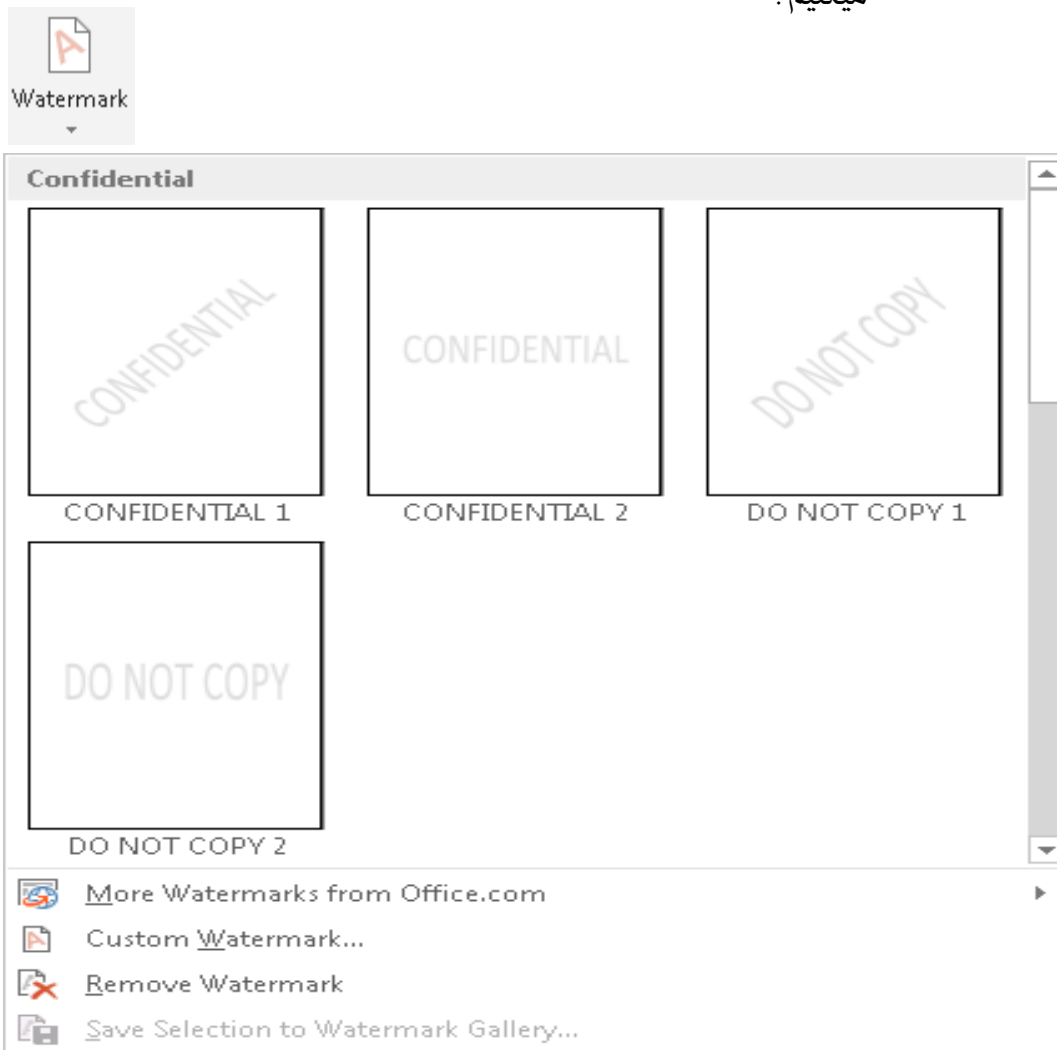 Watermark
Confidential
CONFIDENTIAL
CONFIDENTIAL
DO NOT COPY
CONFIDENTIAL 1
CONFIDENTIAL 2
DO NOT COPY 1
DO NOT COPY
DO NOT COPY 2
More Watermarks from Office.com
Custom Watermark...
Remove Watermark
Save Selection to Watermark Gallery...